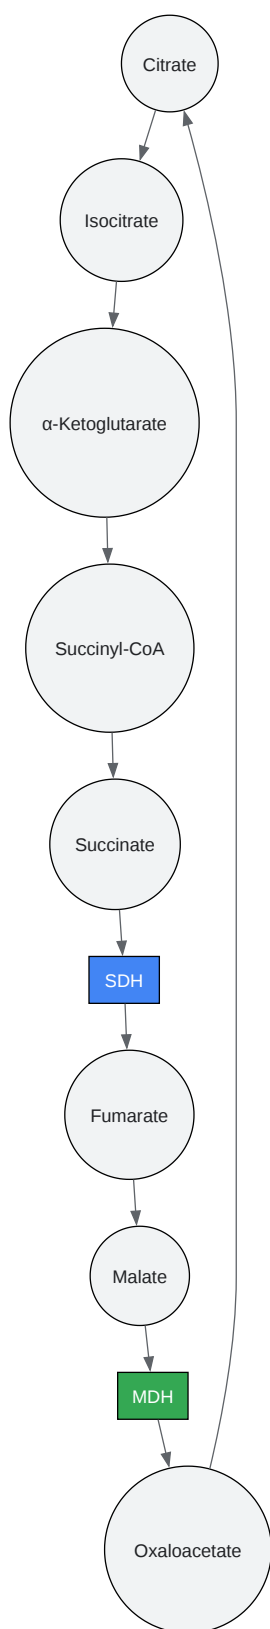 Citrate
Isocitrate
α-Ketoglutarate
Succinyl-CoA
Succinate
SDH
Fumarate
Malate
MDH
Oxaloacetate